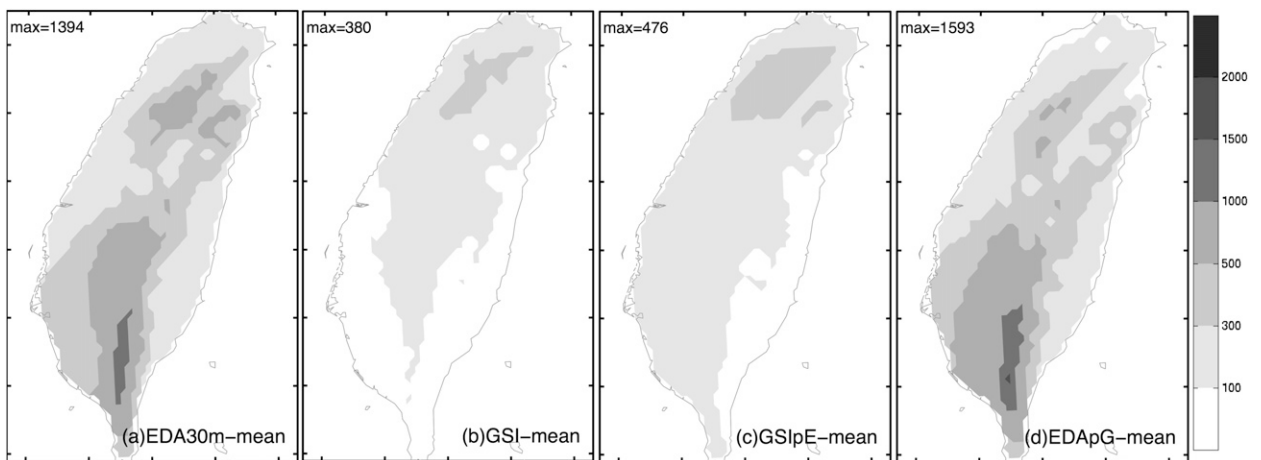 max=1394
(a)EDA30m-mean
max=380
(b)GSI-mean
max=476
(c)GSIpE-mean
max=1593
(d)EDApG-mean
2000
1500
1000
500
300
100